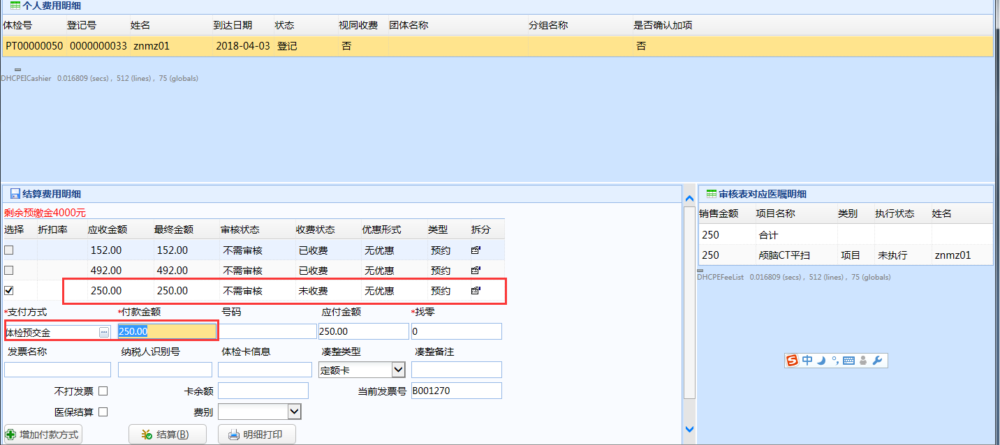 个人费用明细
体检号 登记号 姓名 到达日期 状态 视同收费 团体名称 分组名称 是否确认加项
PT00000050 0000000033 znmz01 2018-04-03 登记 否 否
DHCPEICashier 0.016809 (secs) , 512 (lines) , 75 (globals)
结算费用明细
剩余预缴金4000元
选择 折扣率 应收金额 最终金额 审核状态 收费状态 优惠形式 类型 拆分
152.00 152.00 不需审核 已收费 无优惠 预约
492.00 492.00 不需审核 已收费 无优惠 预约
250.00 250.00 不需审核 未收费 无优惠 预约
*支付方式 *付款金额 号码 应付金额 *找零
体检预交金 ... 250.00 250.00 0
发票名称 纳税人识别号 体检卡信息 凑整类型 凑整备注
定额卡
不打发票 卡余额 当前发票号 B001270
医保结算 费别
增加付款方式 结算(B) 明细打印
审核表对应医嘱明细
销售金额 项目名称 类别 执行状态 姓名
250 合计
250 颅脑CT平扫 项目 未执行 znmz01
DHCPEFeeList 0.016809 (secs) , 512 (lines) , 75 (globals)
S 中 °,